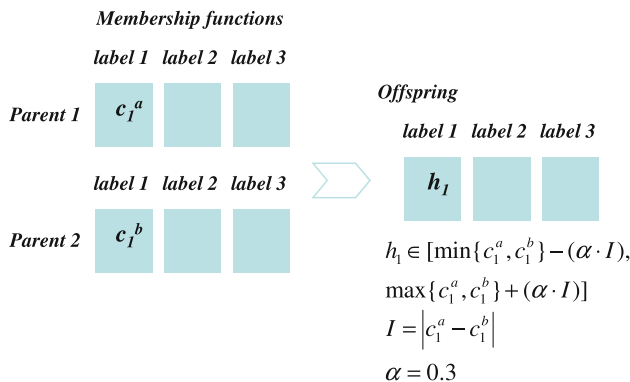 Membership functions
label 1 label 2 label 3
Parent 1 c₁ᵃ
label 1 label 2 label 3
Parent 2 c₁ᵇ
Offspring
label 1 label 2 label 3
h₁
h₁ ∈ [min{c₁ᵃ, c₁ᵇ} − (α · I),
max{c₁ᵃ, c₁ᵇ} + (α · I)]
I = |c₁ᵃ − c₁ᵇ|
α = 0.3